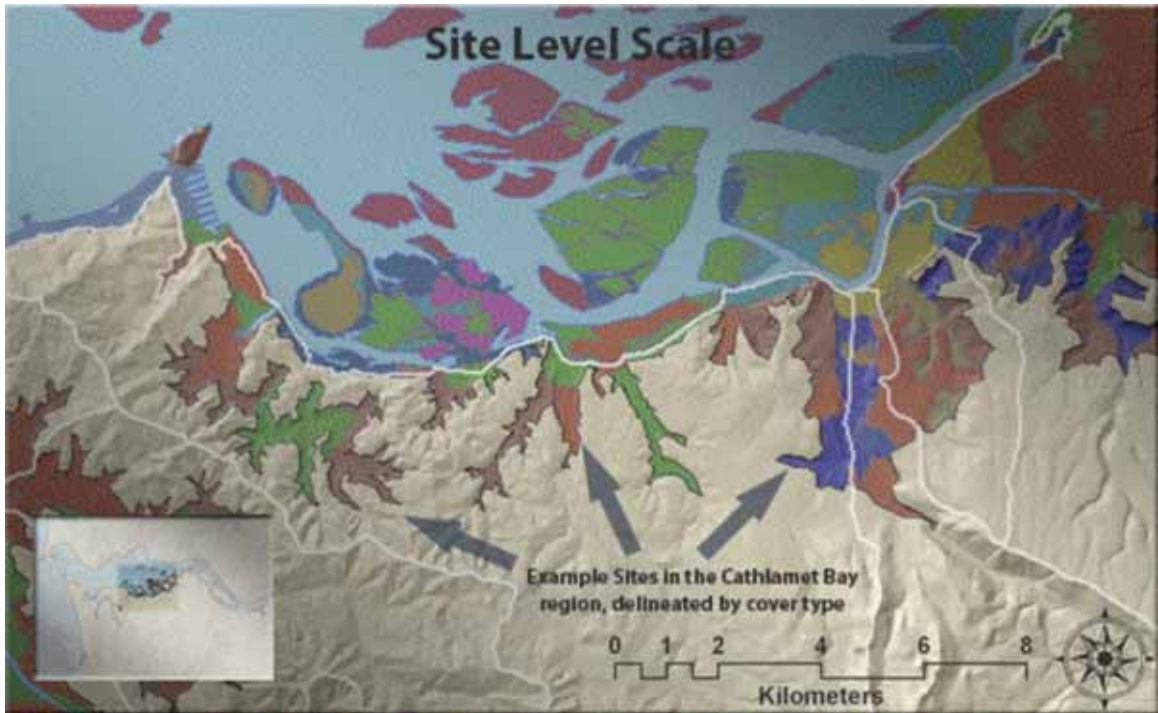 Site Level Scale
Example Sites in the Cathlamet Bay
region, delineated by cover type
0 2 4 6 8
Kilometers